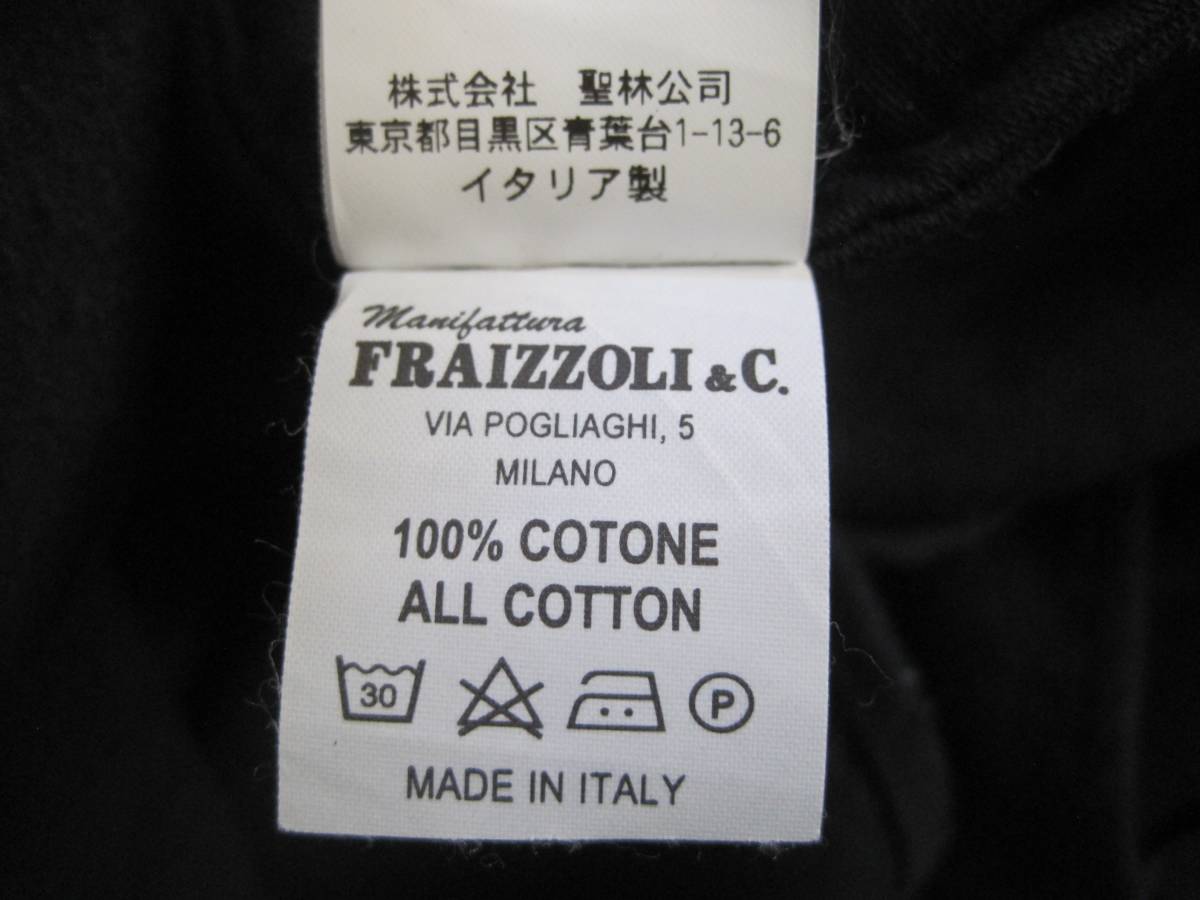 株式会社 聖林公司
東京都目黒区青葉台1-13-6
イタリア製
Manifattura
FRAIZZOLI & C.
VIA POGLIAGHI, 5
MILANO
100% COTONE
ALL COTTON
30 P
MADE IN ITALY